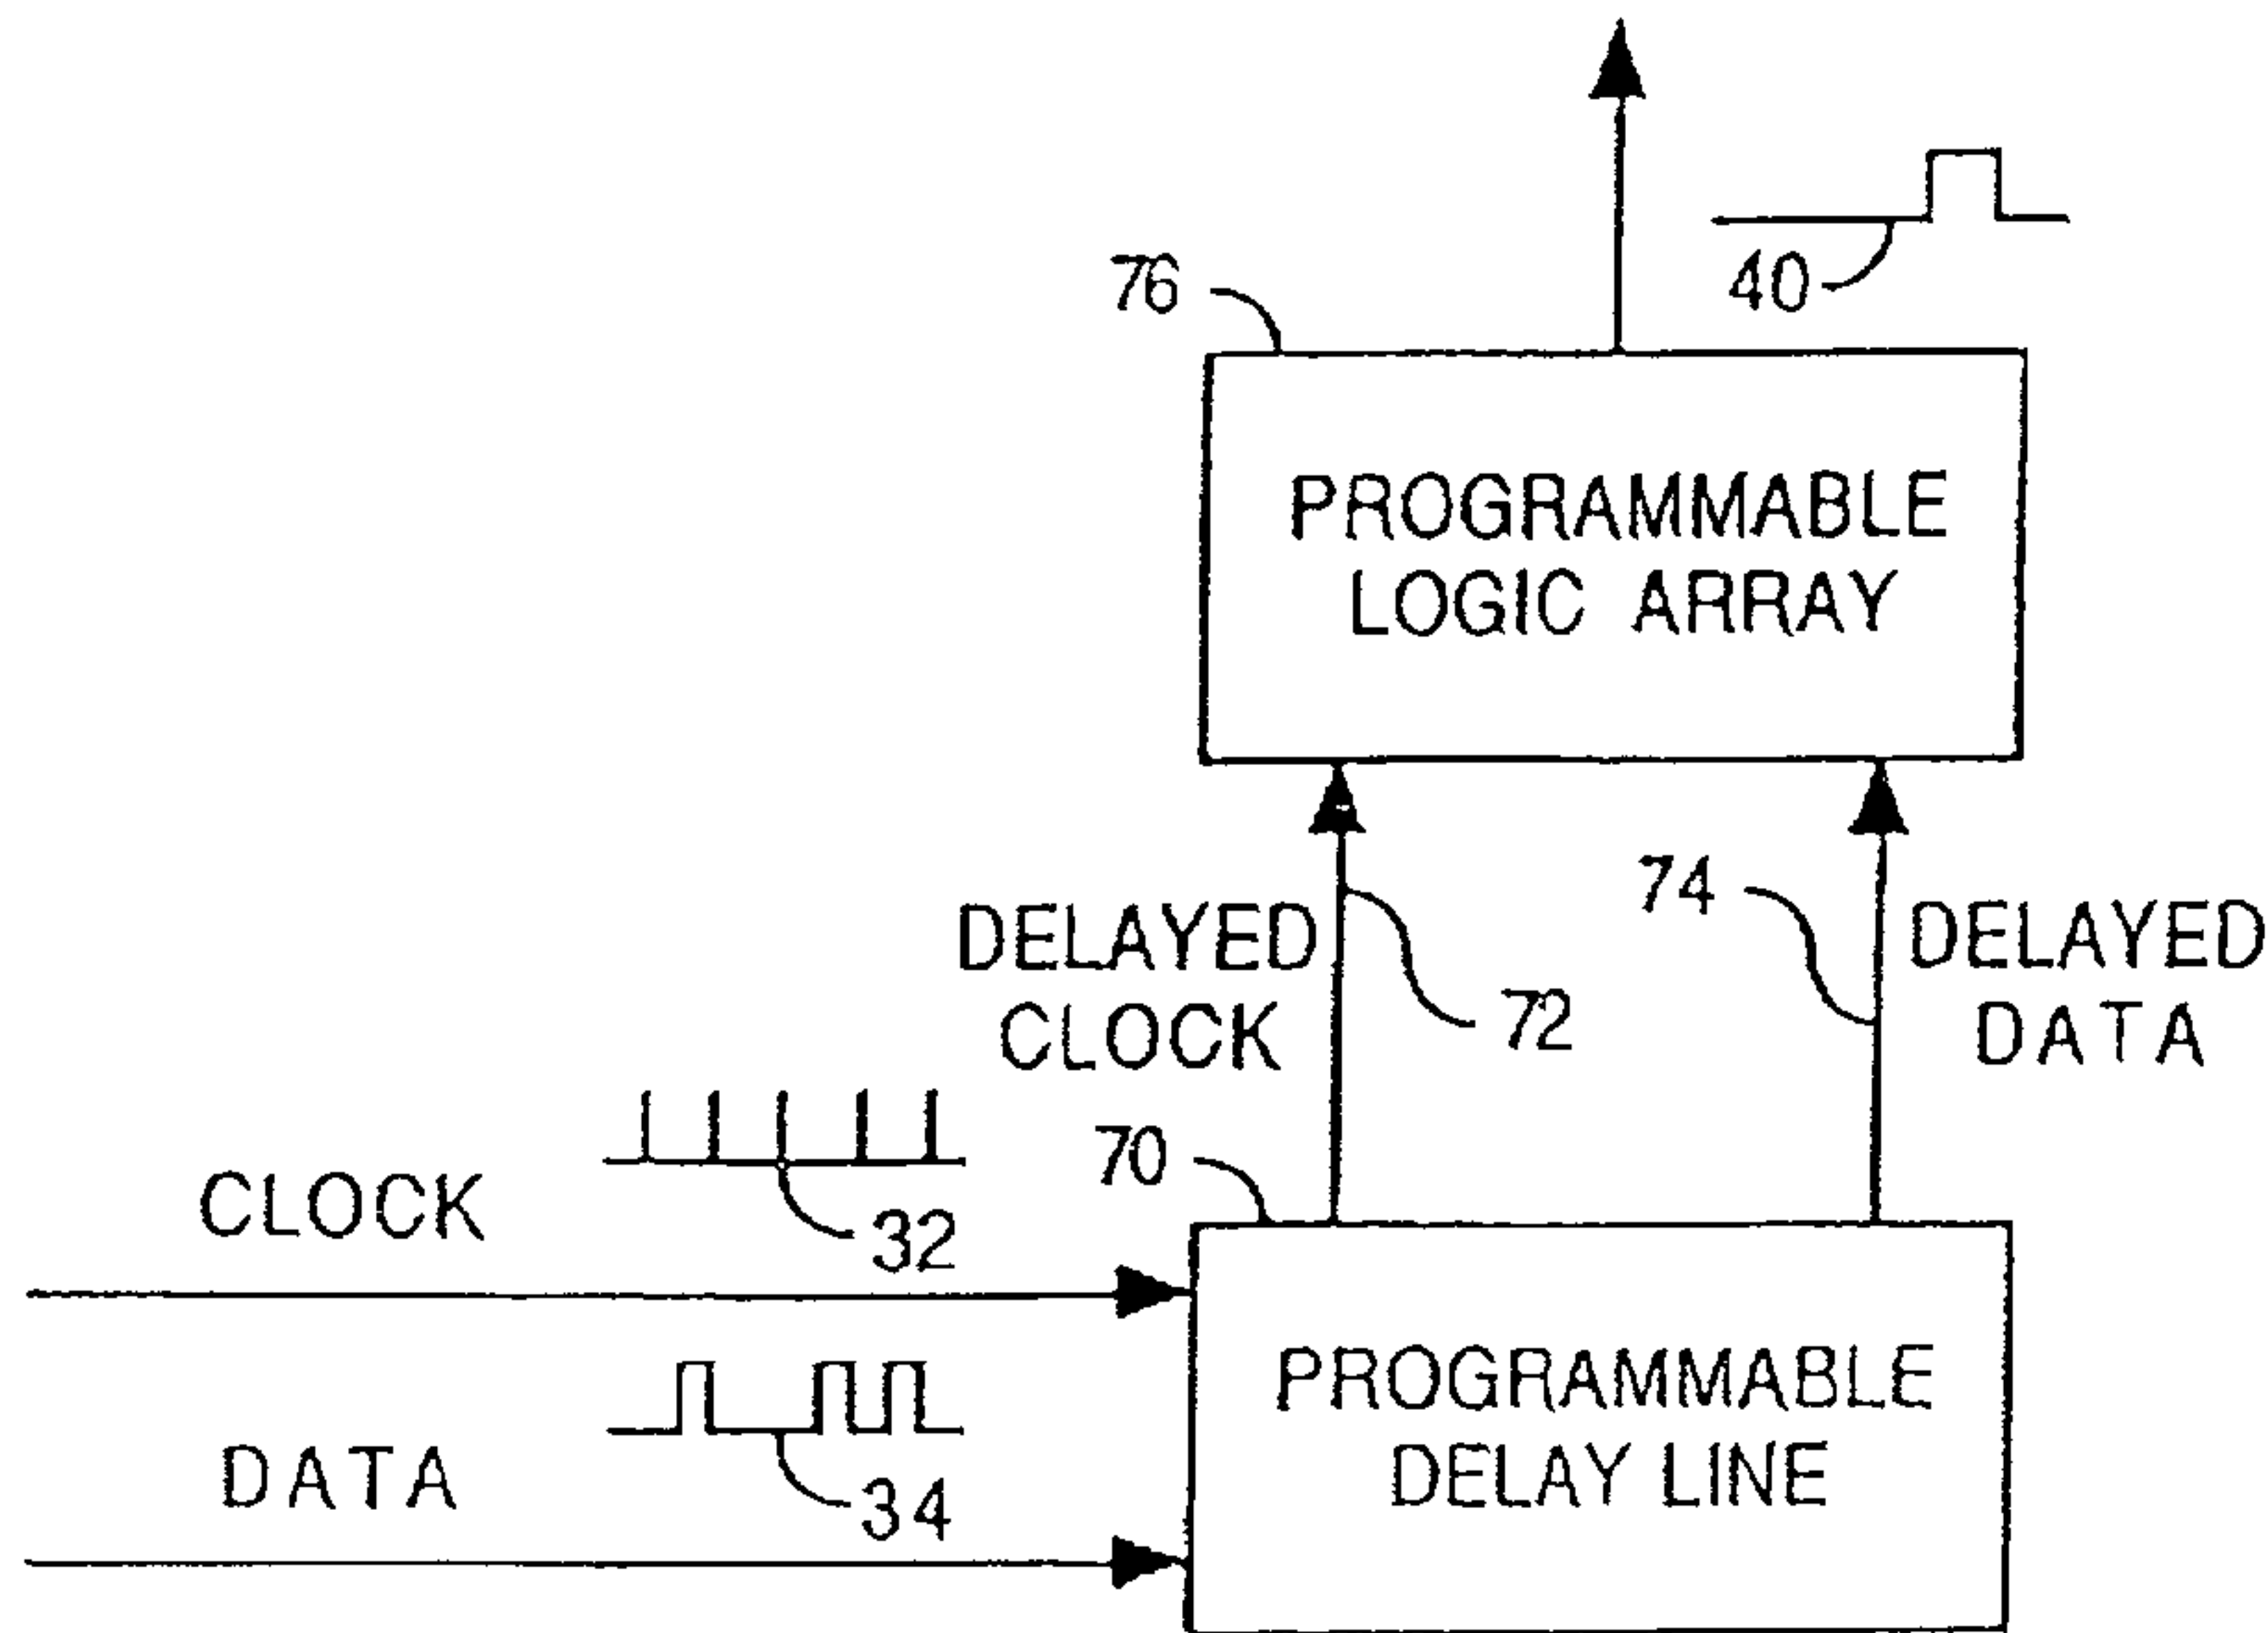 76
40
PROGRAMMABLE
LOGIC ARRAY
74
DELAYED
CLOCK
72
DELAYED
DATA
70
CLOCK
32
PROGRAMMABLE
DELAY LINE
DATA
34